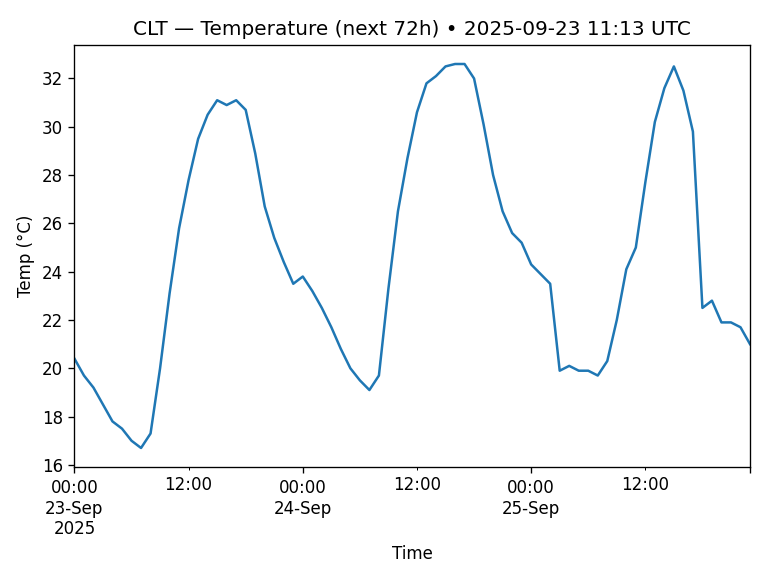 CLT — Temperature (next 72h) • 2025-09-23 11:13 UTC
Temp (°C)
32
30
28
26
24
22
20
18
16
00:00 12:00 00:00 12:00 00:00 12:00
23-Sep 24-Sep 25-Sep
2025
Time